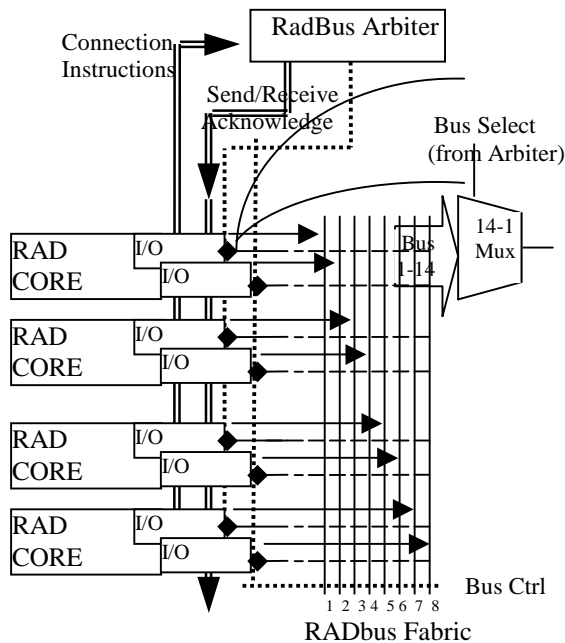 RadBus Arbiter
Connection
Instructions
Send/Receive
Acknowledge
Bus Select
(from Arbiter)
14-1
Mux
Bus
1-14
I/O
RAD
CORE
I/O
I/O
RAD
CORE
I/O
I/O
RAD
CORE
I/O
I/O
RAD
CORE
I/O
Bus Ctrl
1 2 3 4 5 6 7 8
RADbus Fabric